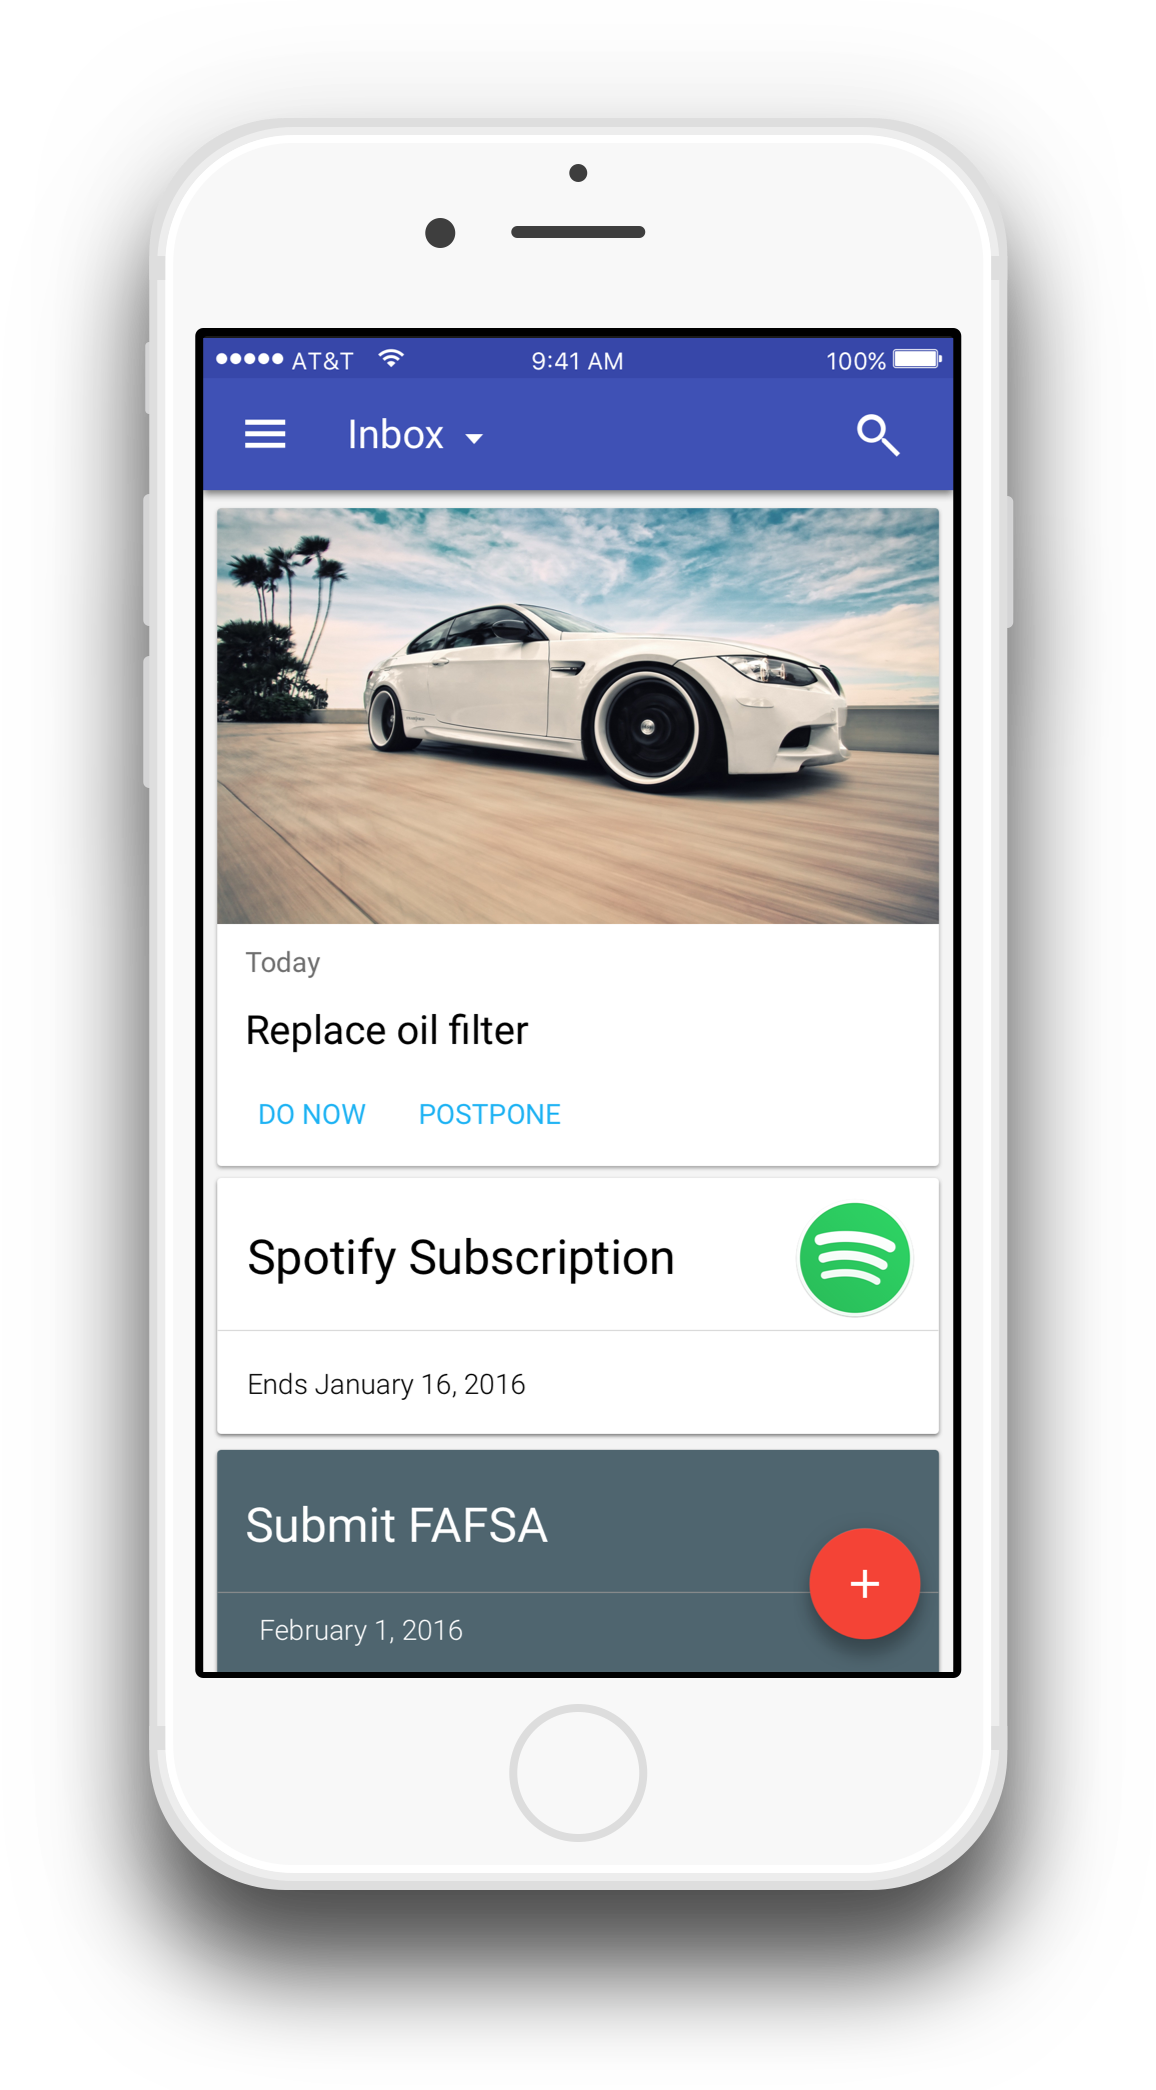 AT&T 9:41 AM 100%
Inbox
Today
Replace oil filter
DO NOW POSTPONE
Spotify Subscription
Ends January 16, 2016
Submit FAFSA
February 1, 2016